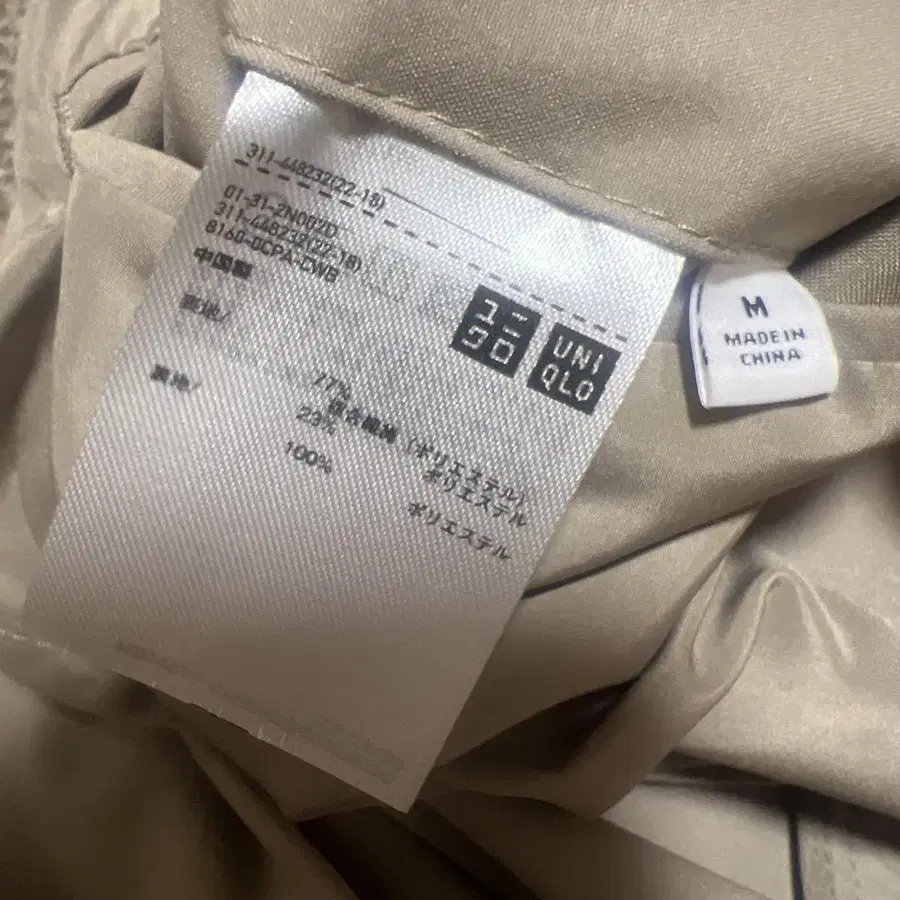 311-448232(22-18)
01-31-2N007D
311-448232(22-18)
8160-DCPA-CWB
中国製
ユニ
クロ
UNI
QLO
表地/
77%
複合繊維(ポリエステル)
23%
ポリエステル
裏地/
100%
ポリエステル
M
MADE IN
CHINA